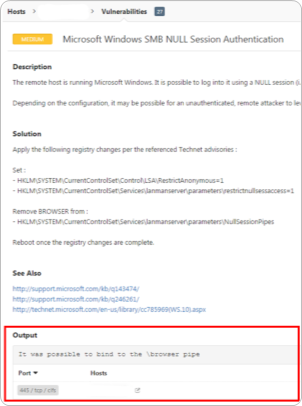 Hosts > > Vulnerabilities 27
MEDIUM Microsoft Windows SMB NULL Session Authentication
Description
The remote host is running Microsoft Windows. It is possible to log into it using a NULL session (i.
Depending on the configuration, it may be possible for an unauthenticated, remote attacker to le
Solution
Apply the following registry changes per the referenced Technet advisories :
Set :
- HKLM\SYSTEM\CurrentControlSet\Control\LSA\RestrictAnonymous=1
- HKLM\SYSTEM\CurrentControlSet\Services\lanmanserver\parameters\restrictnullsessaccess=1
Remove BROWSER from :
- HKLM\SYSTEM\CurrentControlSet\Services\lanmanserver\parameters\NullSessionPipes
Reboot once the registry changes are complete.
See Also
http://support.microsoft.com/kb/q143474/
http://support.microsoft.com/kb/q246261/
http://technet.microsoft.com/en-us/library/cc785969(WS.10).aspx
Output
It was possible to bind to the \browser pipe
Port ▼ Hosts
445 / tcp / cifs